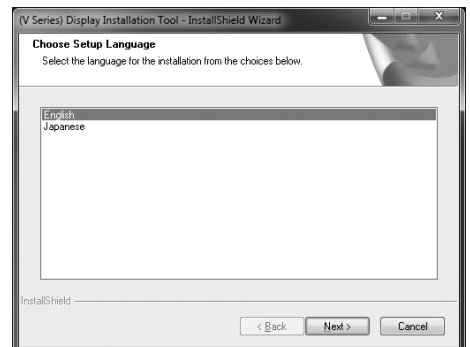 (V Series) Display Installation Tool - InstallShield Wizard
Choose Setup Language
Select the language for the installation from the choices below.
English
Japanese
InstallShield
< Back
Next >
Cancel